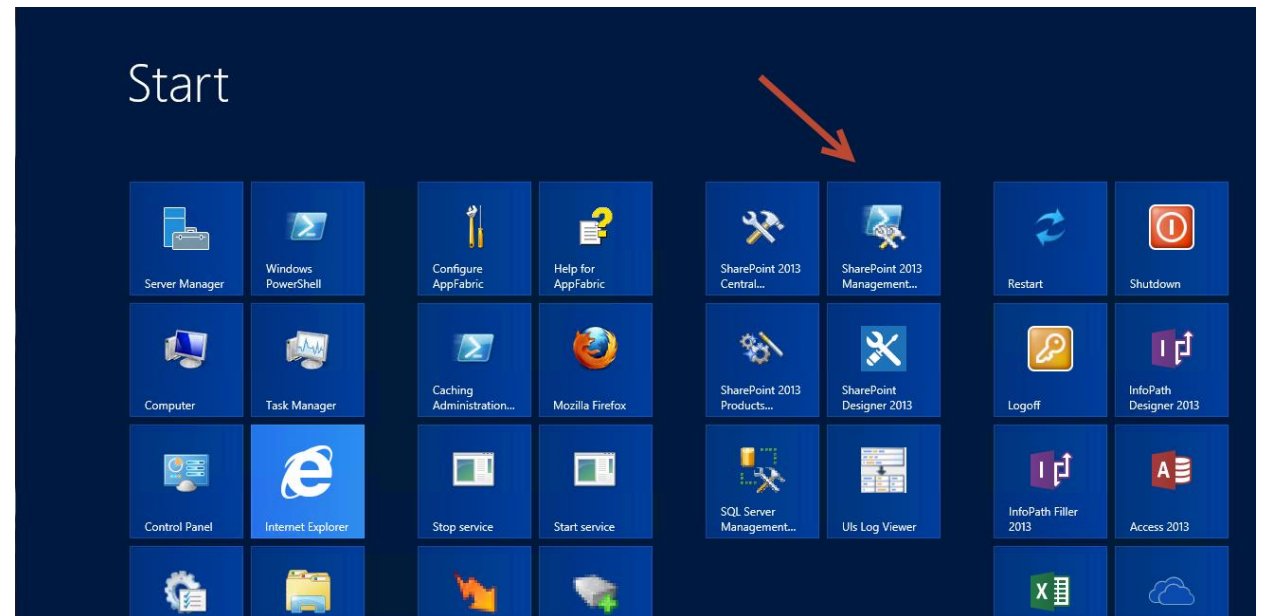 Start
Server Manager
Windows
PowerShell
Configure
AppFabric
Help for
AppFabric
SharePoint 2013
Central...
SharePoint 2013
Management...
Restart
Shutdown
Computer
Task Manager
Caching
Administration...
Mozilla Firefox
SharePoint 2013
Products...
SharePoint
Designer 2013
Logoff
InfoPath
Designer 2013
Control Panel
Internet Explorer
Stop service
Start service
SQL Server
Management...
Uls Log Viewer
InfoPath Filler
2013
Access 2013